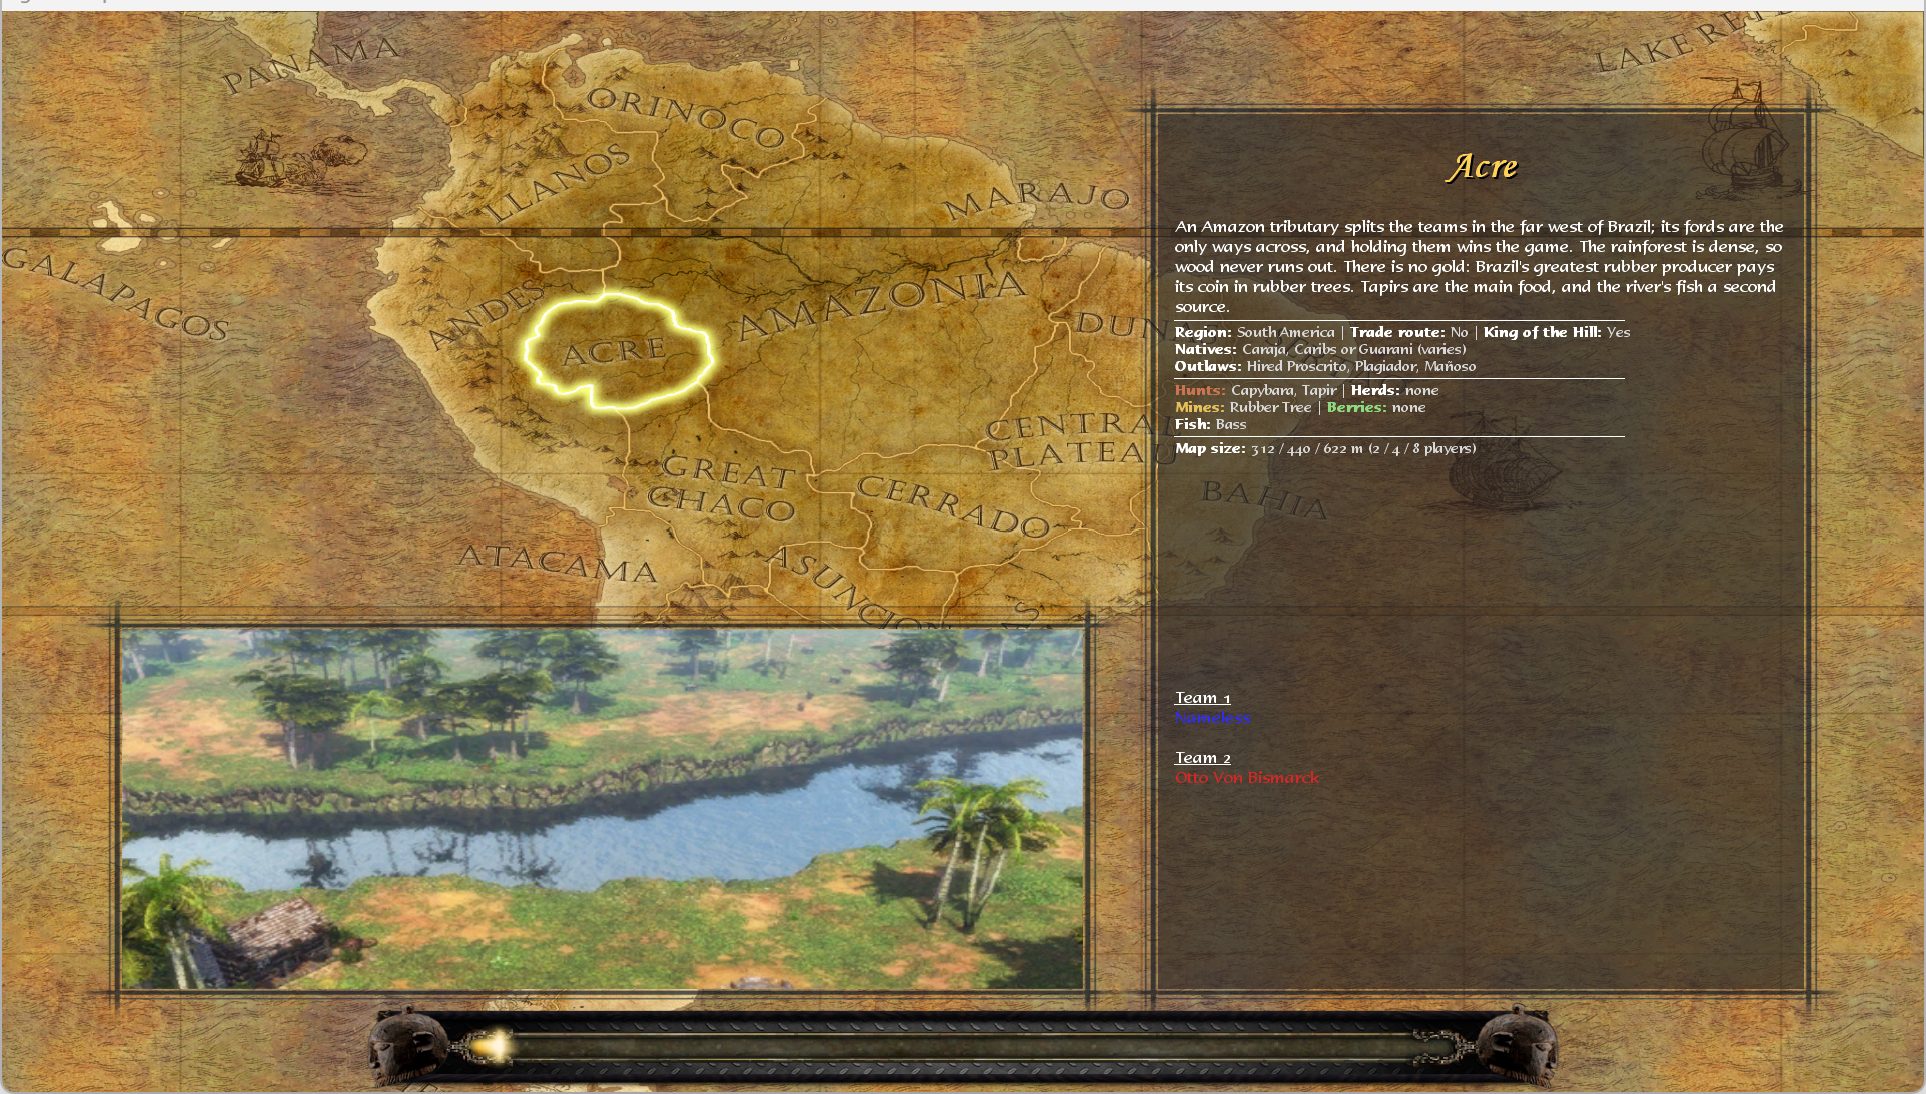 PANAMA
ORINOCO
LLANOS
MARAJO
GALAPAGOS
ANDES
AMAZONIA
ACRE
GREAT
CHACO
CERRADO
CENTRAL
PLATEAU
BAHIA
ATACAMA
ASUNCION
Acre
An Amazon tributary splits the teams in the far west of Brazil; its fords are the
only ways across, and holding them wins the game. The rainforest is dense, so
wood never runs out. There is no gold: Brazil's greatest rubber producer pays
its coin in rubber trees. Tapirs are the main food, and the river's fish a second
source.
Region: South America | Trade route: No | King of the Hill: Yes
Natives: Caraja, Caribs or Guarani (varies)
Outlaws: Hired Proscrito, Plagiador, Mañoso
Hunts: Capybara, Tapir | Herds: none
Mines: Rubber Tree | Berries: none
Fish: Bass
Map size: 312 / 440 / 622 m (2 / 4 / 8 players)
Team 1
Nameless
Team 2
Otto Von Bismarck